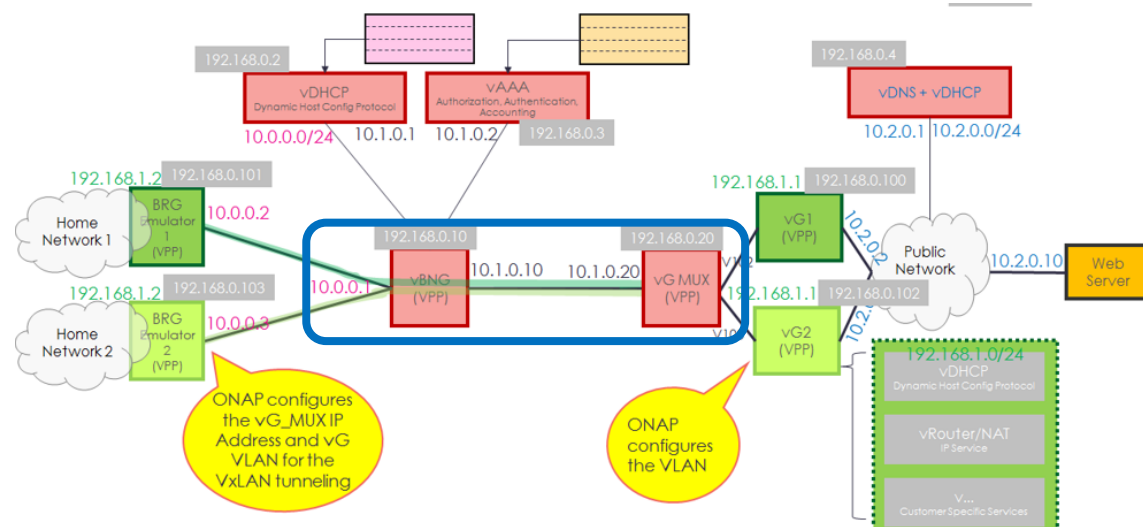 192.168.0.2
vDHCP
Dynamic Host Config Protocol
10.0.0.0/24
10.1.0.1
vAAA
Authorization, Authentication,
Accounting
10.1.0.2
192.168.0.3
192.168.0.4
vDNS + vDHCP
10.2.0.1
10.2.0.0/24
192.168.1.2
192.168.0.101
Home
Network 1
BRG
Emulator
1
(VPP)
10.0.0.2
192.168.1.2
192.168.0.103
Home
Network 2
BRG
Emulator
2
(VPP)
10.0.0.3
10.0.0.1
192.168.0.10
vBNG
(VPP)
10.1.0.10
10.1.0.20
192.168.0.20
vG MUX
(VPP)
192.168.1.1
192.168.0.100
vG1
(VPP)
10.2.0.2
192.168.1.1
192.168.0.102
vG2
(VPP)
Public
Network
10.2.0.10
Web
Server
ONAP configures
the vG_MUX IP
Address and vG
VLAN for the
VxLAN tunneling
ONAP
configures
the VLAN
192.168.1.0/24
vDHCP
Dynamic Host Config Protocol
vRouter/NAT
IP Service
v...
Customer Specific Services